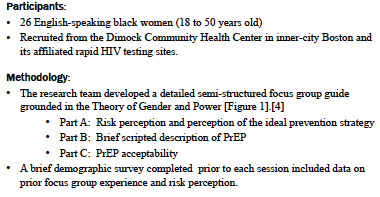 Participants:
• 26 English-speaking black women (18 to 50 years old)
• Recruited from the Dimock Community Health Center in inner-city Boston and
its affiliated rapid HIV testing sites.
Methodology:
• The research team developed a detailed semi-structured focus group guide
grounded in the Theory of Gender and Power [Figure 1].[4]
• Part A: Risk perception and perception of the ideal prevention strategy
• Part B: Brief scripted description of PrEP
• Part C: PrEP acceptability
• A brief demographic survey completed prior to each session included data on
prior focus group experience and risk perception.